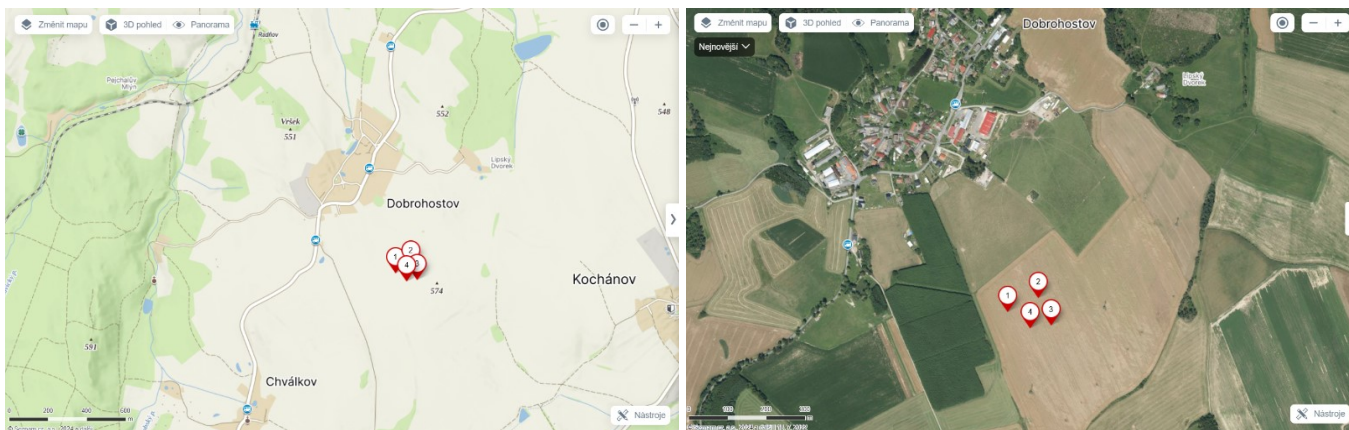 Změnit mapu
3D pohled
Panorama
Radňov
Pejchalův
Mlýn
Vršek
551
552
548
Lipský
Dvorek
Dobrohostov
1
2
3
4
574
Kochánov
591
Chválkov
0 200 400 600
m
Nástroje
Změnit mapu
3D pohled
Panorama
Nejnovější
Dobrohostov
Lipský
Dvorek
1
2
3
4
Nástroje